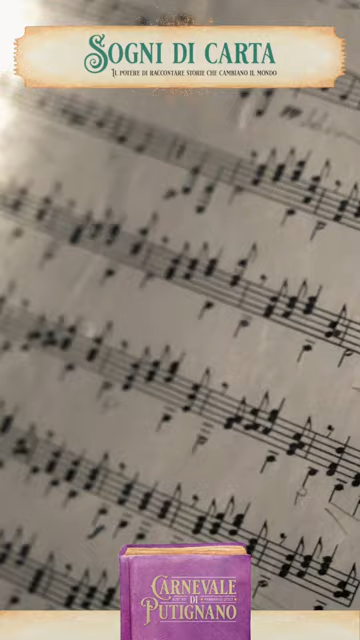 SOGNI DI CARTA
IL POTERE DI RACCONTARE STORIE CHE CAMBIANO IL MONDO
CARNEVALE
DI
PUTIGNANO